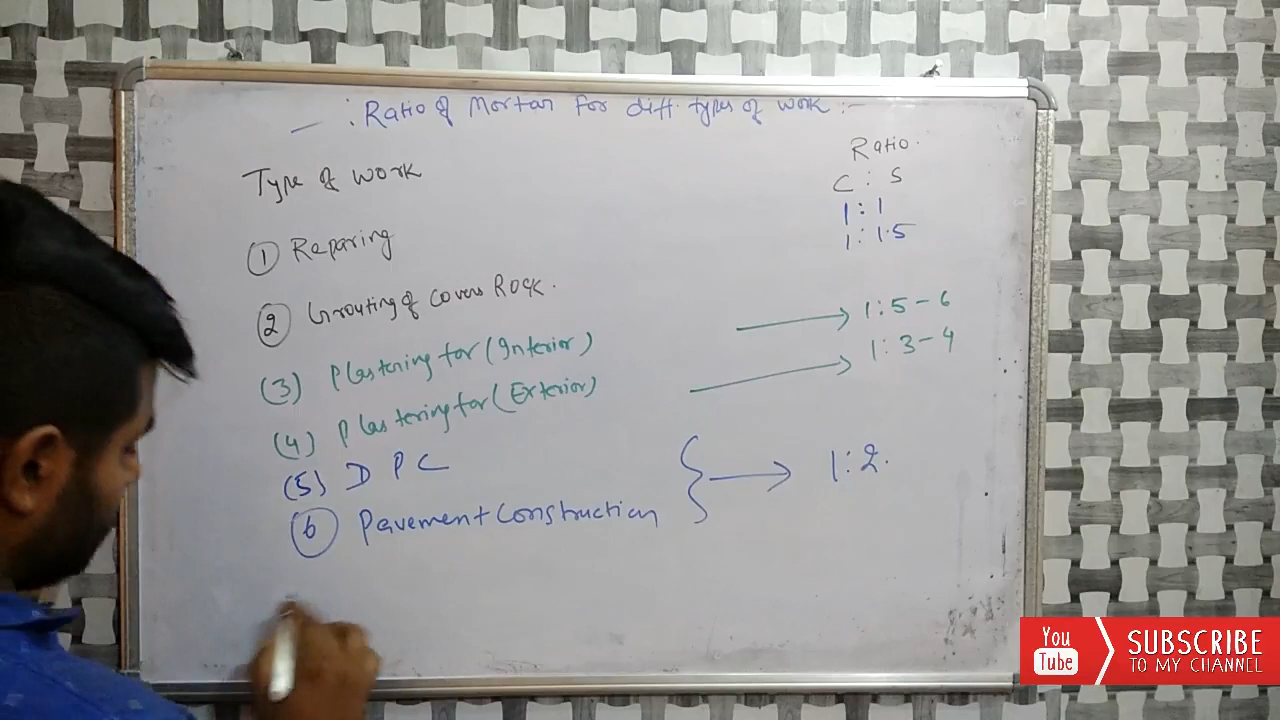 : Ratio of Mortar For diff. types of work :-
Type of work
Ratio.
C : S
① Reparing
1 : 1
1 : 1.5
② Grouting of Covers Rock.
(3) Plastering for (Interior) → 1 : 5 - 6
(4) Plastering for (Exterior) → 1 : 3 - 4
(5) D P C
⑥ Pavement Construction } → 1 : 2.
You Tube
SUBSCRIBE
TO MY CHANNEL